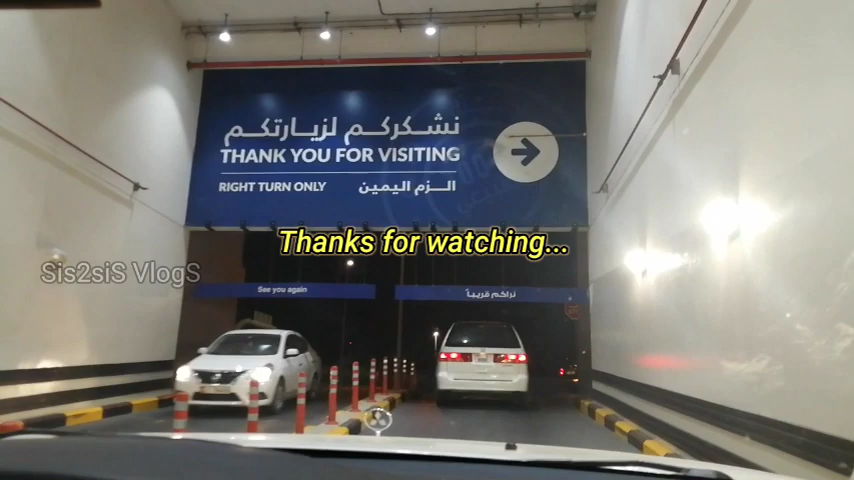 نشكركم لزيارتكم
THANK YOU FOR VISITING
RIGHT TURN ONLY الزم اليمين
Thanks for watching...
Sis2siS VlogS
See you again نراكم قريباً